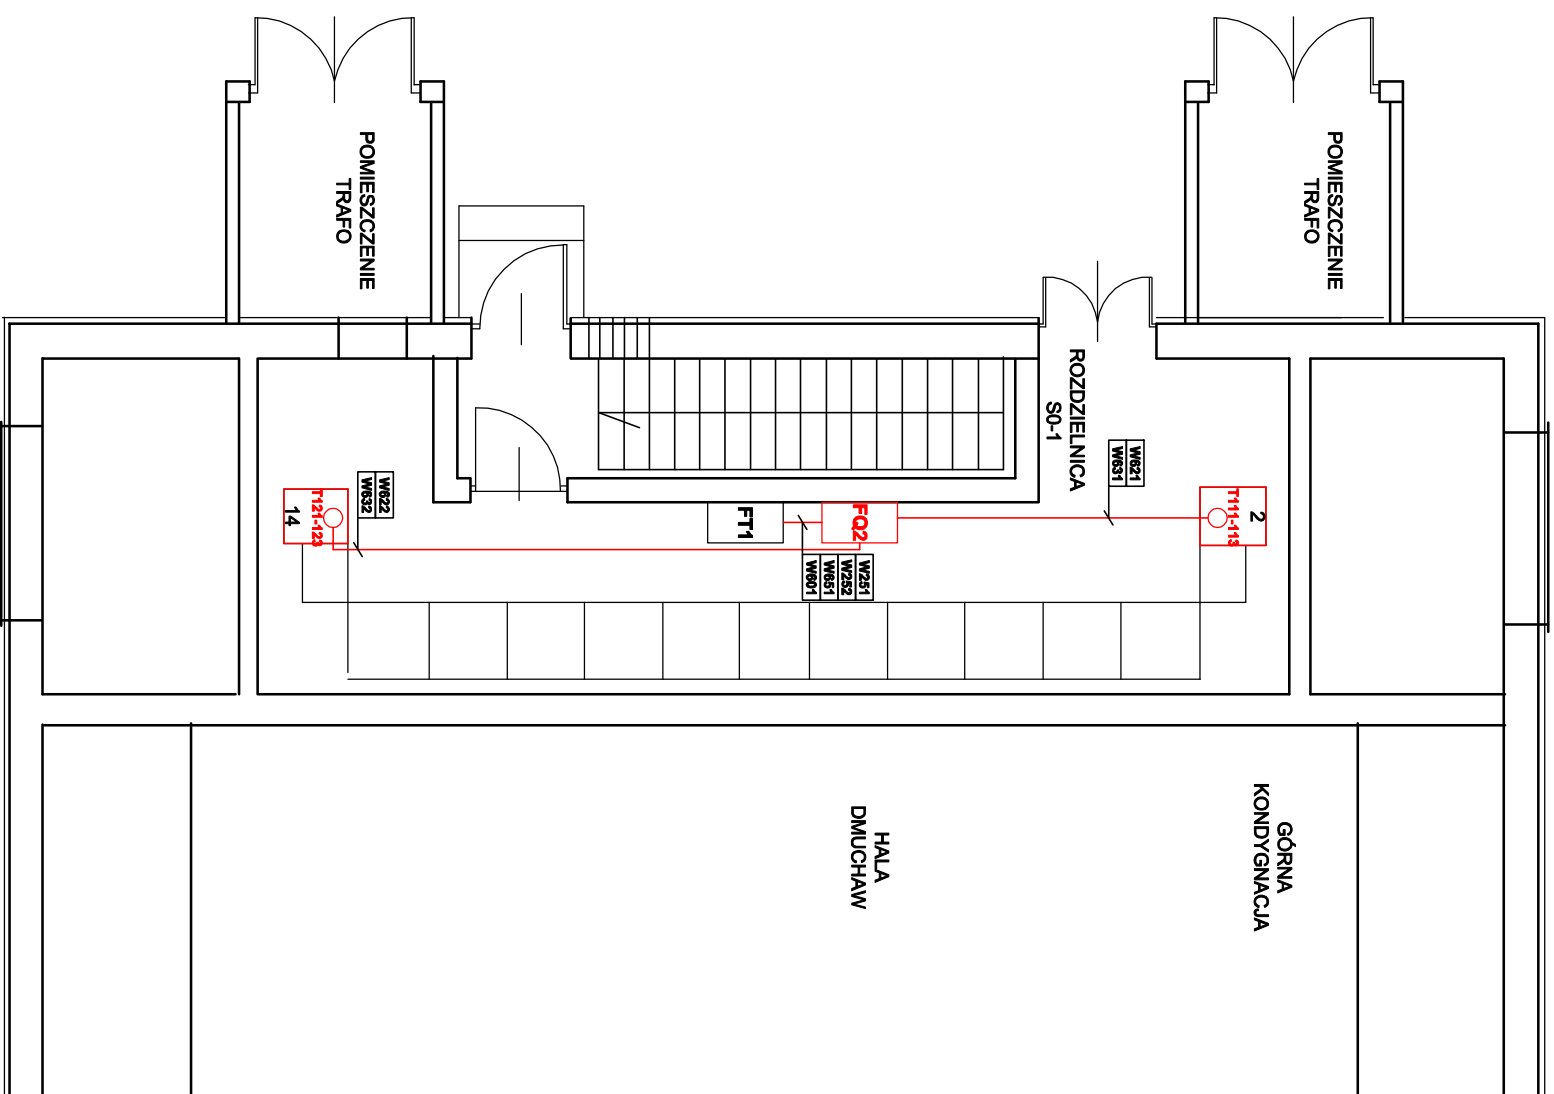 POMIESZCZENIE
TRAFO
POMIESZCZENIE
TRAFO
ROZDZIELNICA
S0-1
W621
W631
2
T111-113
W622
W632
T121-123
14
FT1
FQ2
W251
W252
W651
W601
HALA
DMUCHAW
GÓRNA
KONDYGNACJA